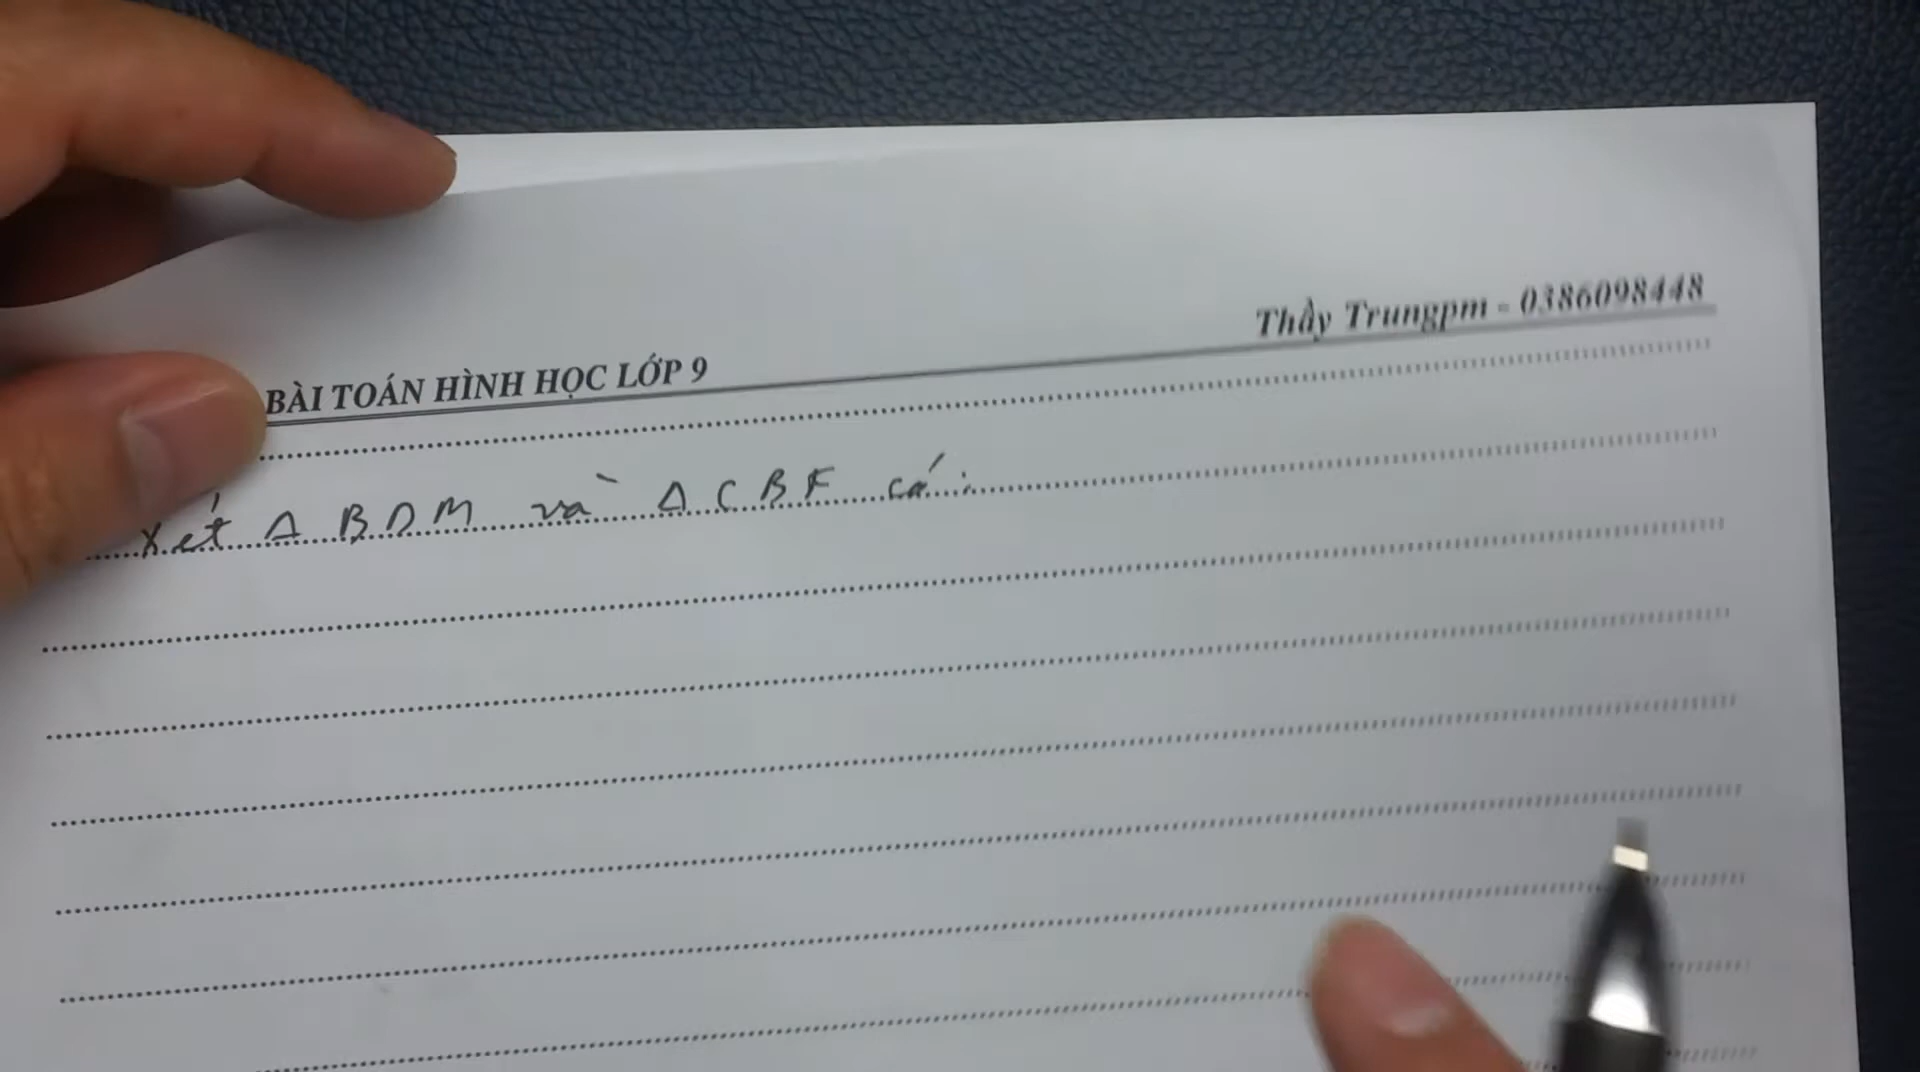 BÀI TOÁN HÌNH HỌC LỚP 9
Thầy Trungpm - 0386098448
Xét Δ BDM và Δ CBF có: